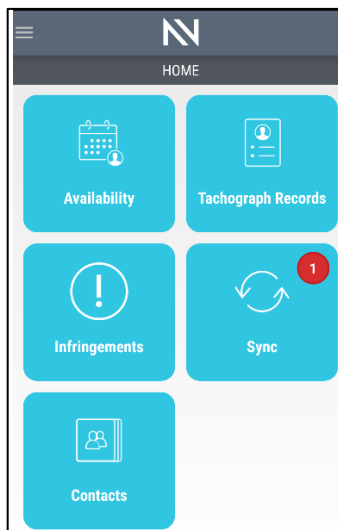 HOME
Availability
Tachograph Records
Infringements
1
Sync
Contacts